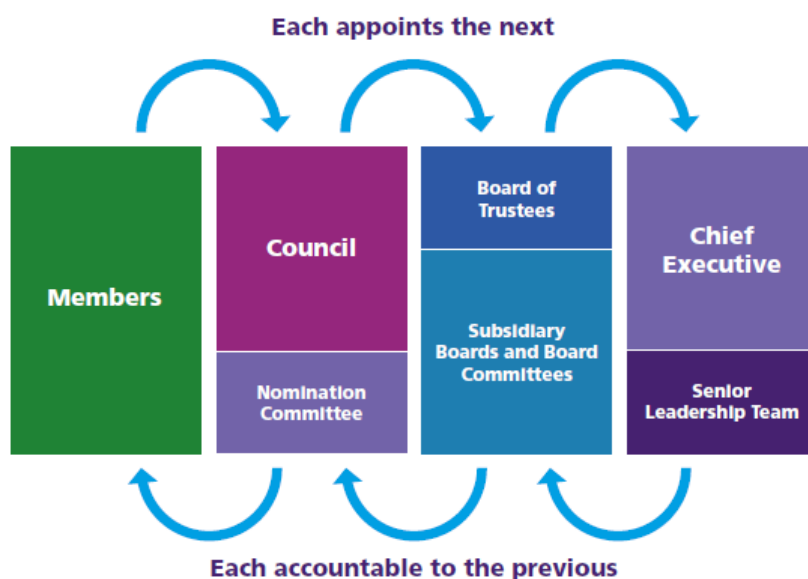 Each appoints the next
Members
Council
Nomination
Committee
Board of
Trustees
Subsidiary
Boards and Board
Committees
Chief
Executive
Senior
Leadership Team
Each accountable to the previous